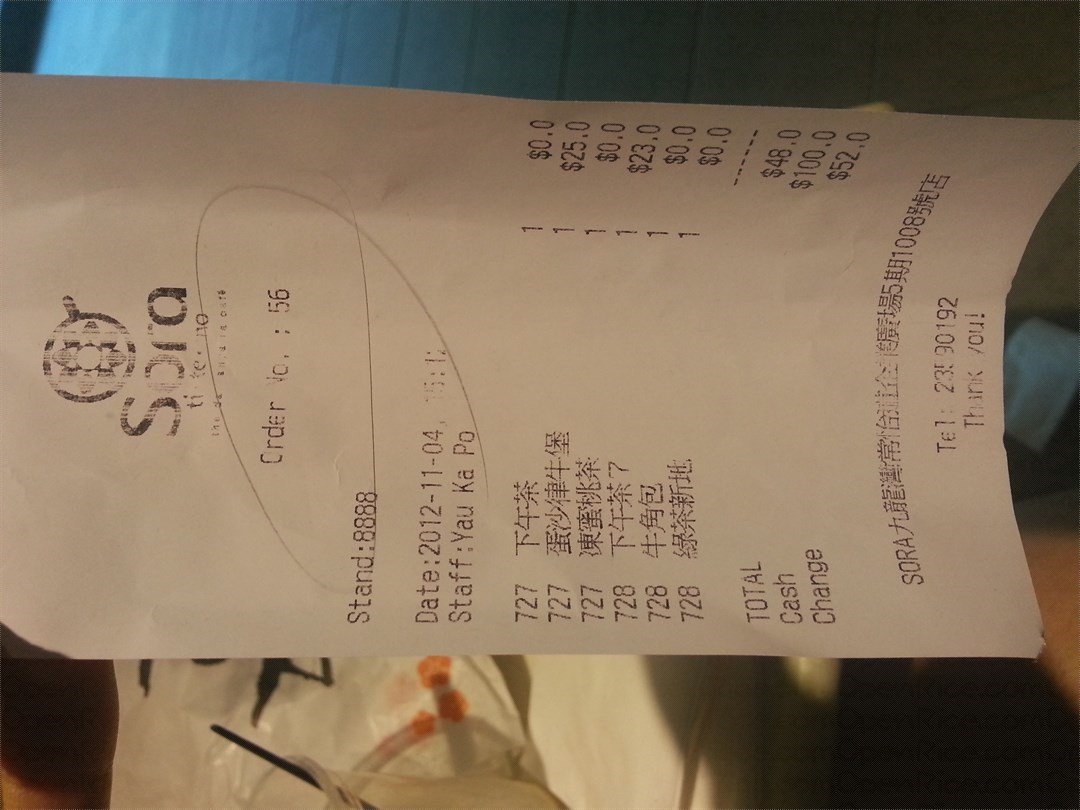 Sora
Order No. : 56
Stand:8888
Date:2012-11-04,
Staff:Yau Ka Po
727 下午茶 1 $0.0
727 蛋沙律牛堡 1 $25.0
727 凍蜜桃茶 1 $0.0
728 下午茶7 1 $23.0
728 牛角包 1 $0.0
728 綠茶新地 1 $0.0
------
TOTAL $48.0
Cash $100.0
Change $52.0
SORA九龍灣常怡道企業廣場5期1008號店
Tel: 90192
Thank You!